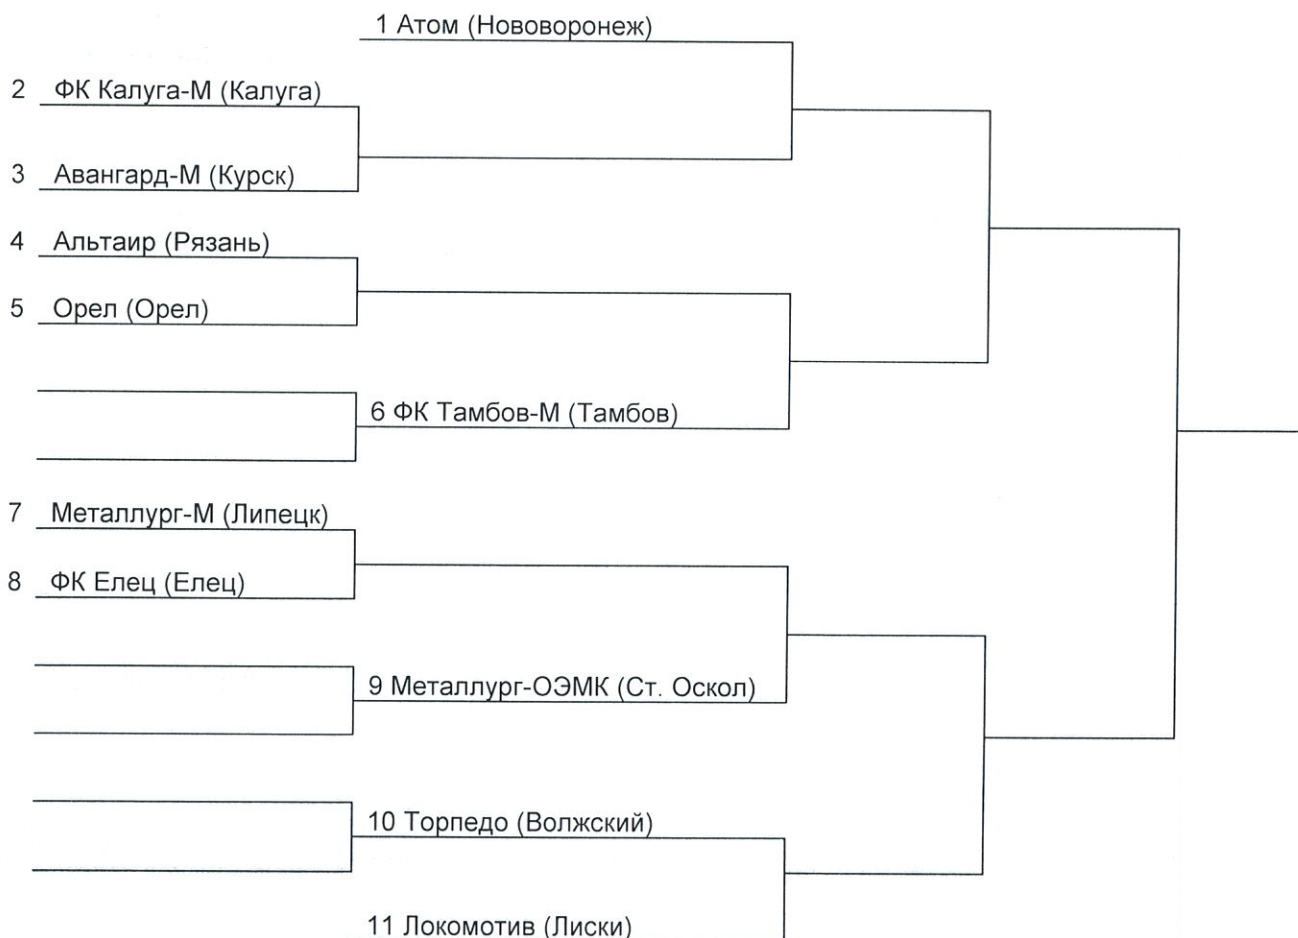 1 Атом (Нововоронеж)
2 ФК Калуга-М (Калуга)
3 Авангард-М (Курск)
4 Альтаир (Рязань)
5 Орел (Орел)
6 ФК Тамбов-М (Тамбов)
7 Металлург-М (Липецк)
8 ФК Елец (Елец)
9 Металлург-ОЭМК (Ст. Оскол)
10 Торпедо (Волжский)
11 Локомотив (Лиски)